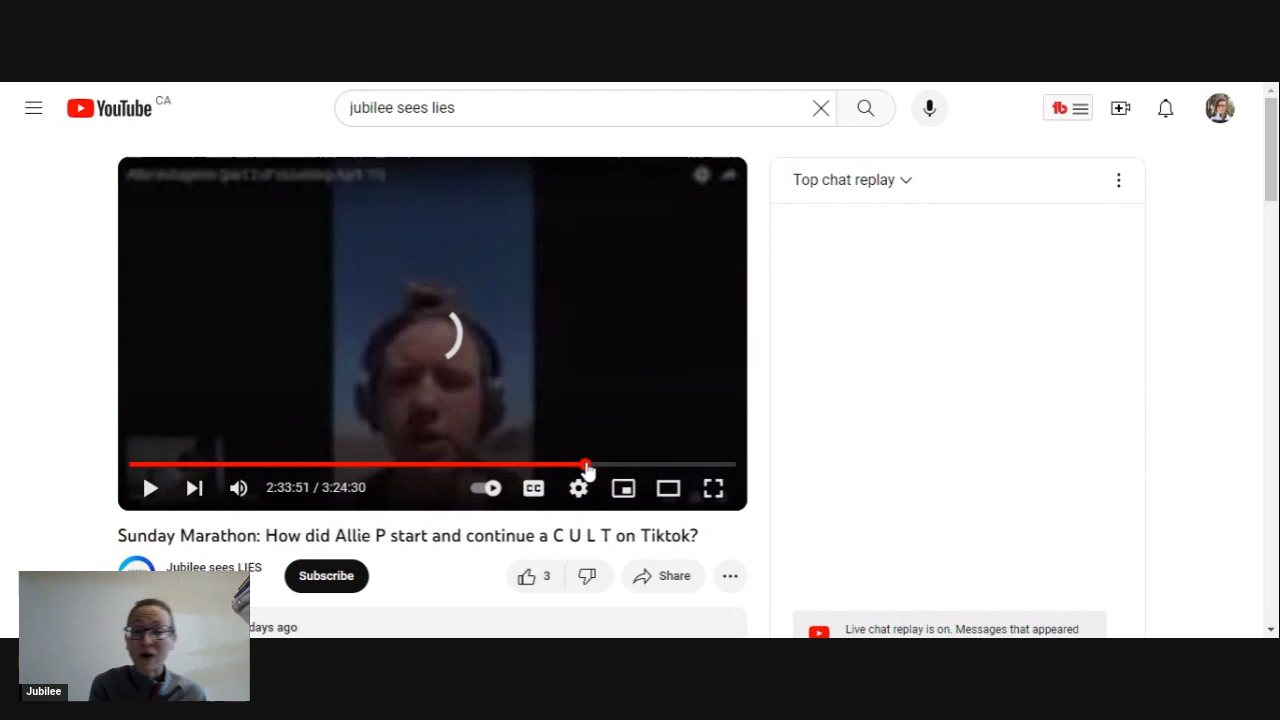 YouTube CA
jubilee sees lies
Top chat replay
2:33:51 / 3:24:30
CC
Sunday Marathon: How did Allie P start and continue a C U L T on Tiktok?
Jubilee sees LIES
Subscribe
3
Share
days ago
Live chat replay is on. Messages that appeared
Jubilee